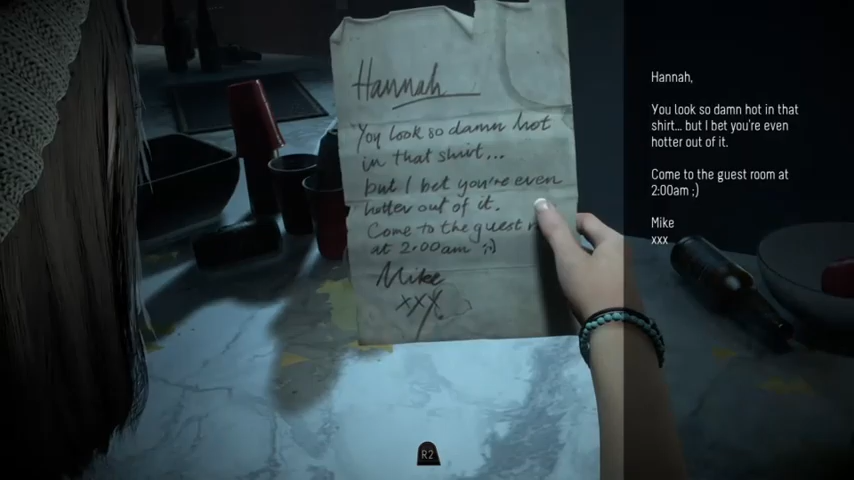 Hannah
You look so damn hot
in that shirt...
but I bet you're even
hotter out of it.
Come to the guest
at 2:00am ;)
Mike
xxx
Hannah,
You look so damn hot in that
shirt... but I bet you're even
hotter out of it.
Come to the guest room at
2:00am ;)
Mike
xxx
R2